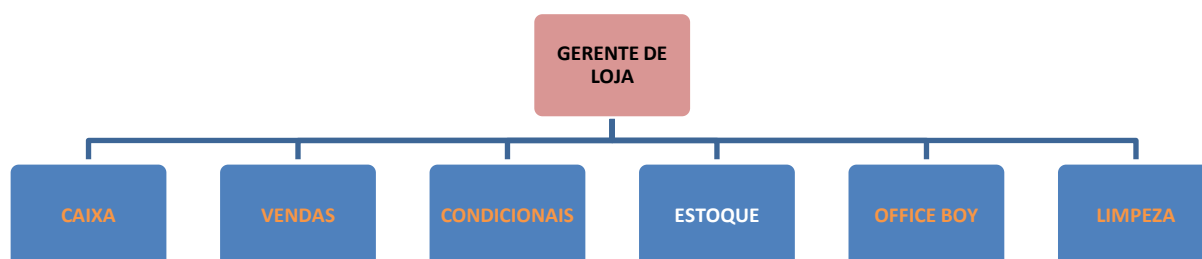 GERENTE DE
LOJA
CAIXA
VENDAS
CONDICIONAIS
ESTOQUE
OFFICE BOY
LIMPEZA